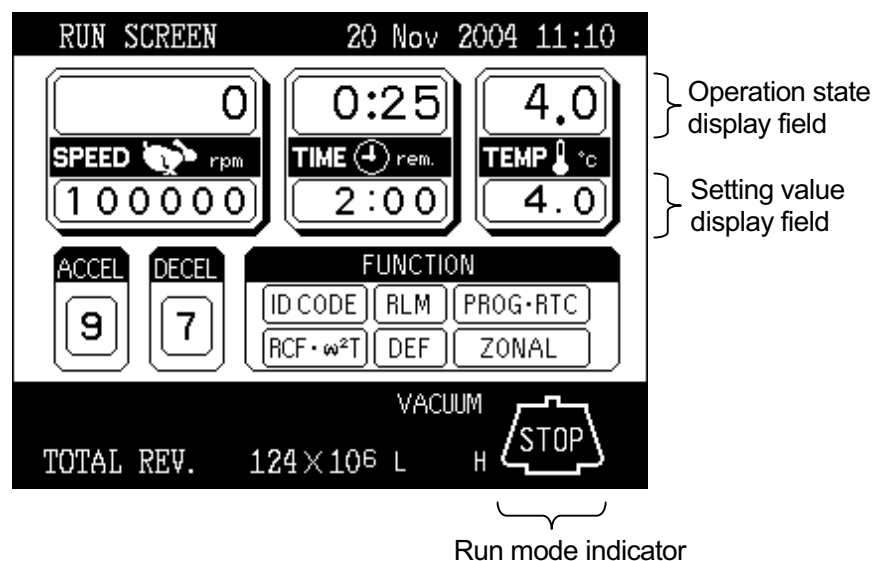 RUN SCREEN 20 Nov 2004 11:10
0 0:25 4.0
SPEED rpm TIME rem. TEMP °C
100000 2:00 4.0
Operation state
display field
Setting value
display field
ACCEL DECEL FUNCTION
9 7
ID CODE RLM PROG·RTC
RCF·ω²T DEF ZONAL
VACUUM
TOTAL REV. 124×10⁶ L H STOP
Run mode indicator